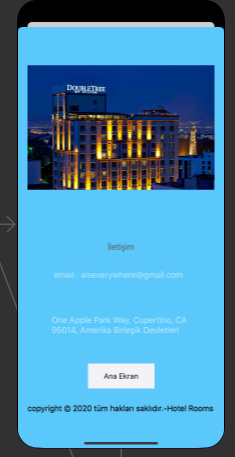 DOUBLETREE
İletişim
email : aiseverywhere@gmail.com
One Apple Park Way, Cupertino, CA
95014, Amerika Birleşik Devletleri
Ana Ekran
copyright © 2020 tüm hakları saklıdır.-Hotel Rooms